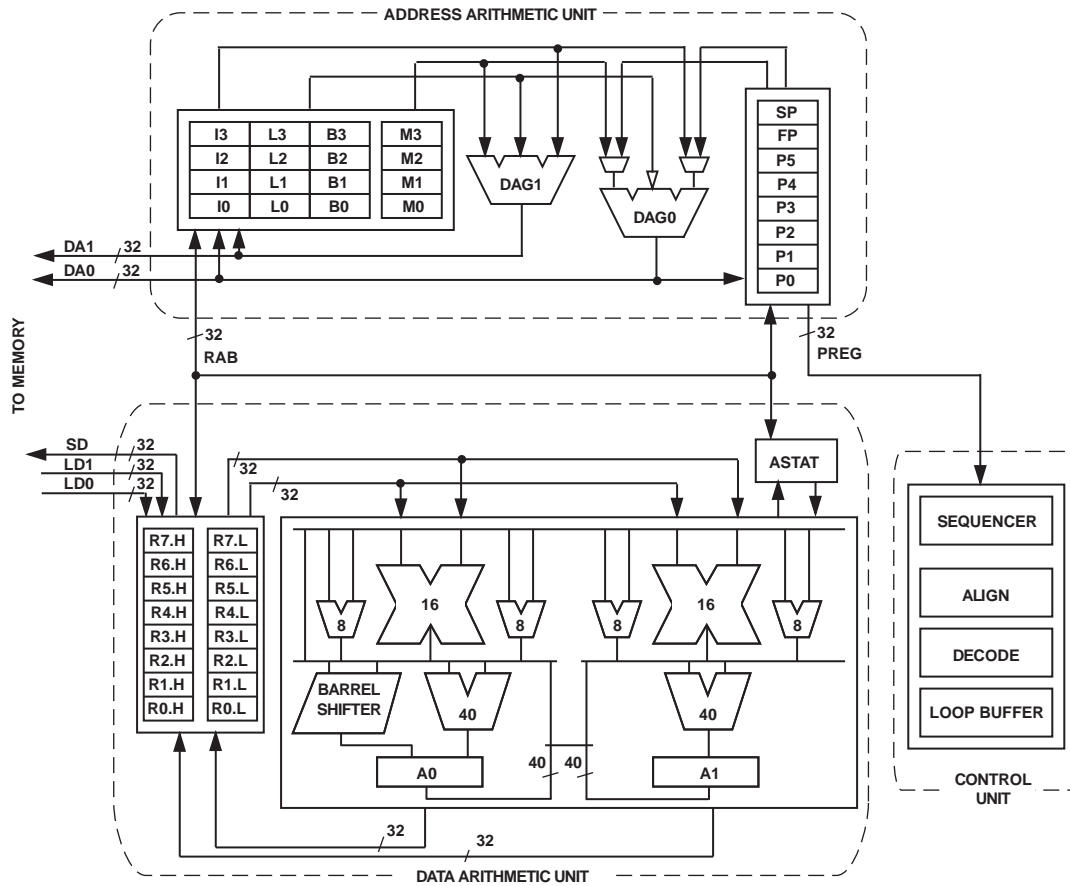 ADDRESS ARITHMETIC UNIT
I3 L3 B3 M3
I2 L2 B2 M2
I1 L1 B1 M1
I0 L0 B0 M0
DAG1
DAG0
SP
FP
P5
P4
P3
P2
P1
P0
DA1 32
DA0 32
TO MEMORY
32
RAB
32
PREG
SD 32
LD1 32
LD0 32
32
32
ASTAT
R7.H R7.L
R6.H R6.L
R5.H R5.L
R4.H R4.L
R3.H R3.L
R2.H R2.L
R1.H R1.L
R0.H R0.L
16 16
8 8 8 8
BARREL
SHIFTER
40 40
A0 40 40 A1
32
32
DATA ARITHMETIC UNIT
SEQUENCER
ALIGN
DECODE
LOOP BUFFER
CONTROL
UNIT